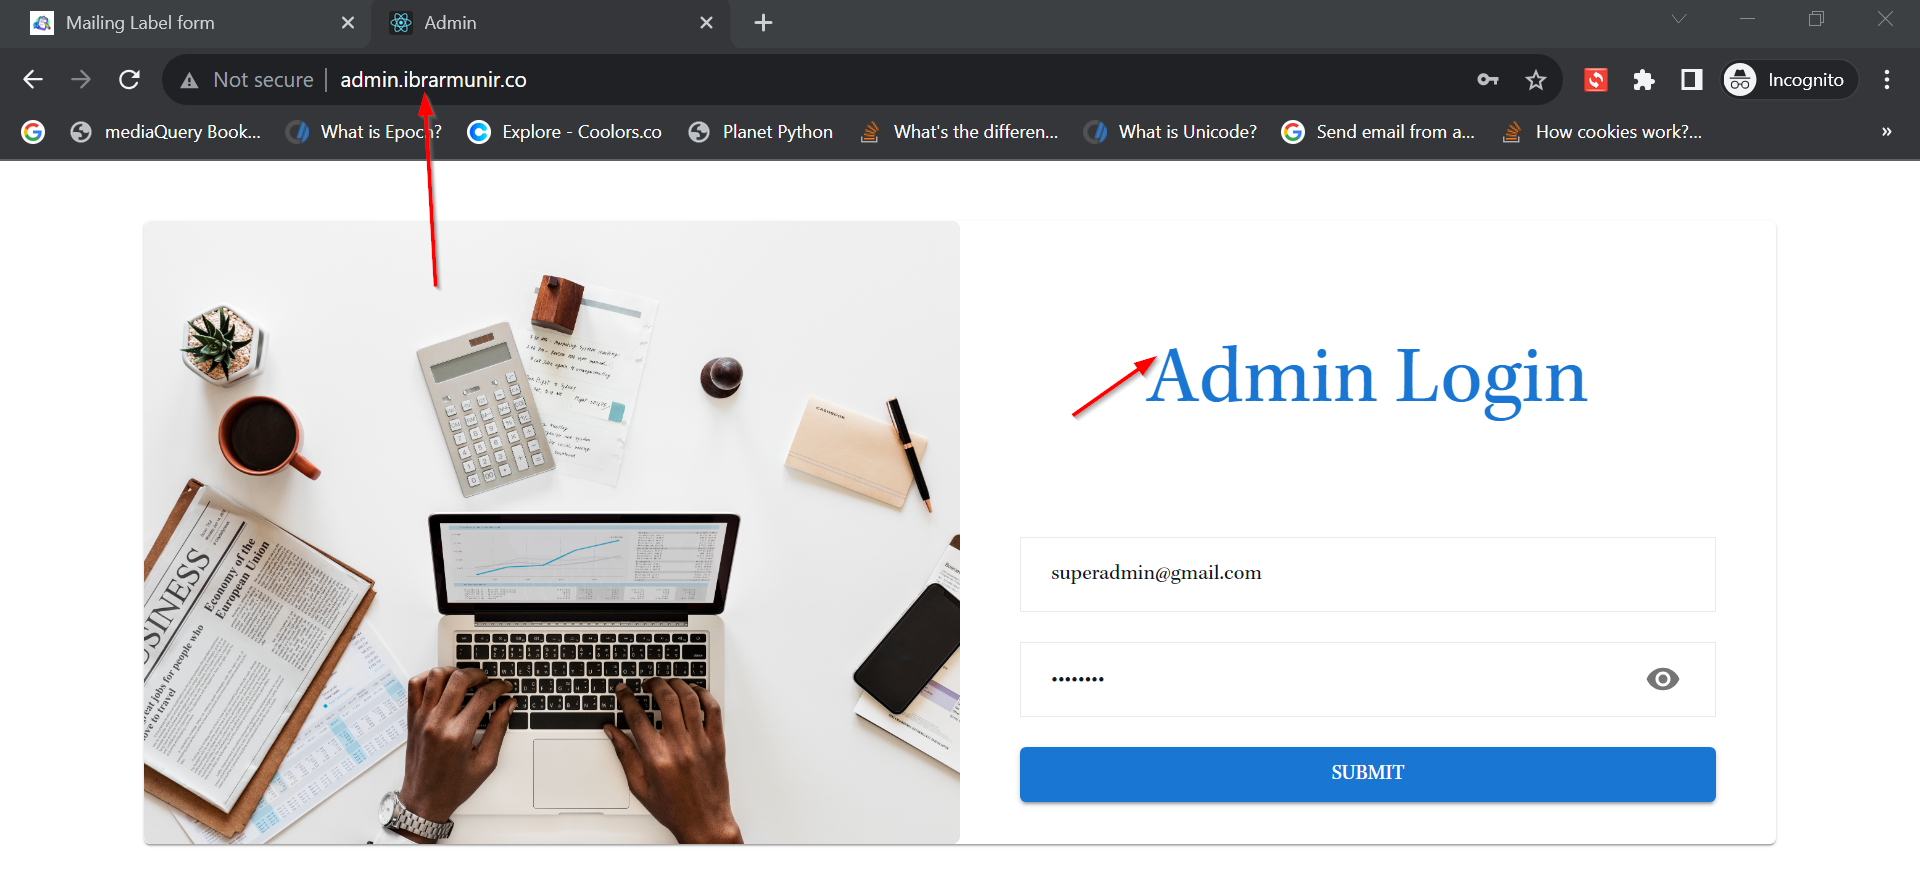 Mailing Label form
Admin
Not secure
admin.ibrarmunir.co
Incognito
mediaQuery Book...
What is Epoch?
Explore - Coolors.co
Planet Python
What's the differen...
What is Unicode?
Send email from a...
How cookies work?...
»
Admin Login
superadmin@gmail.com
••••••••
SUBMIT
CASHBOOK
BUSINESS
Economy of the
European Union
jobs for people who
love to travel